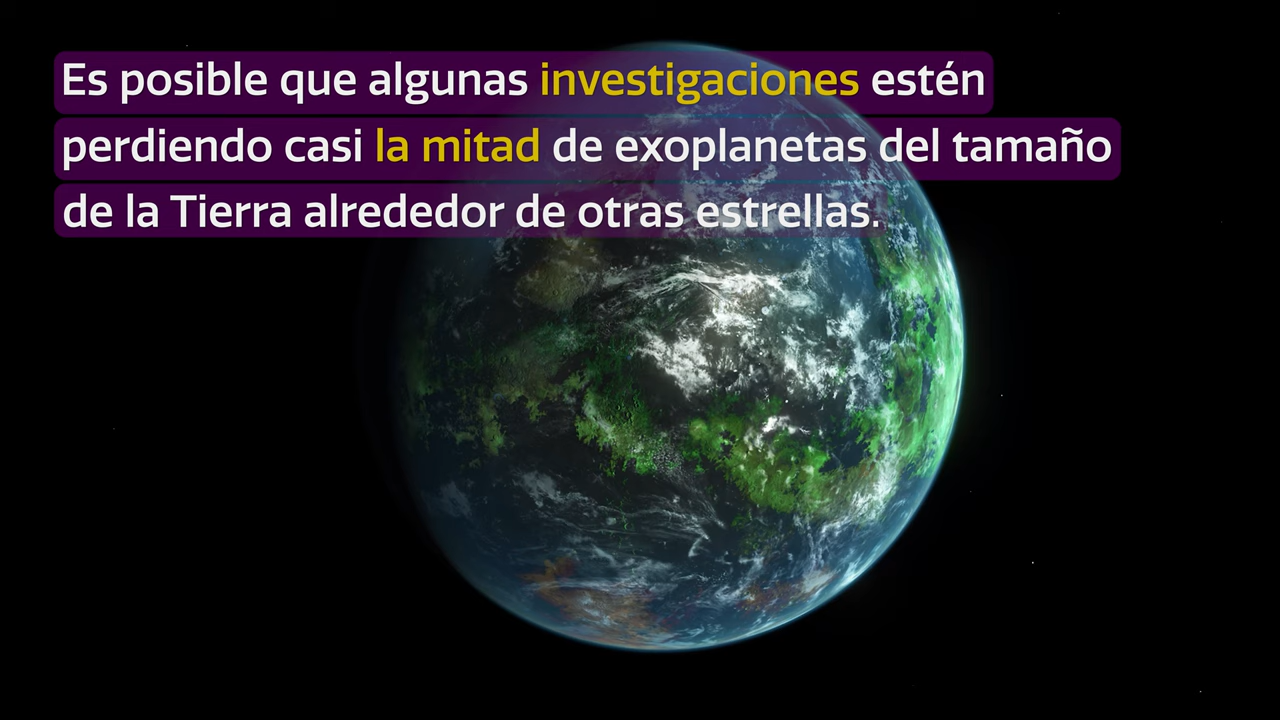 Es posible que algunas investigaciones estén
perdiendo casi la mitad de exoplanetas del tamaño
de la Tierra alrededor de otras estrellas.